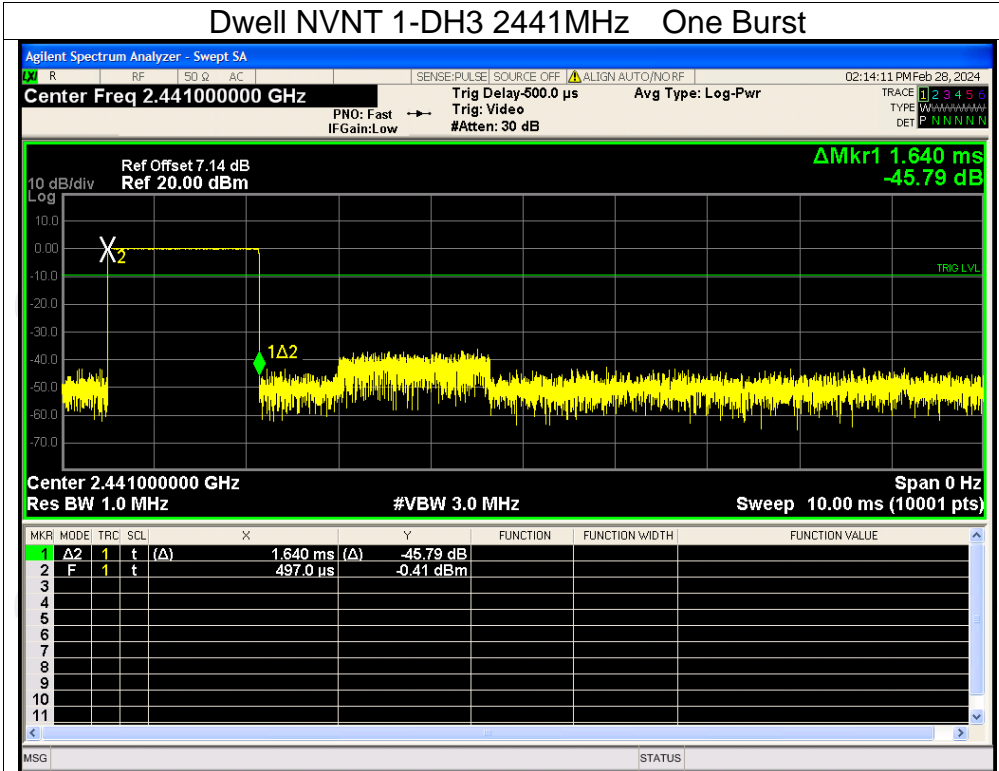 Dwell NVNT 1-DH3 2441MHz One Burst
Agilent Spectrum Analyzer - Swept SA
LXI R RF 50 Ω AC SENSE:PULSE SOURCE OFF ALIGN AUTO/NO RF 02:14:11 PM Feb 28, 2024
Center Freq 2.441000000 GHz
PNO: Fast
IFGain:Low
Trig Delay-500.0 µs
Trig: Video
#Atten: 30 dB
Avg Type: Log-Pwr
TRACE 1 2 3 4 5 6
TYPE
DET P N N N N N
ΔMkr1 1.640 ms
-45.79 dB
Ref Offset 7.14 dB
10 dB/div Ref 20.00 dBm
Log
10.0
0.00
2
-10.0
TRIG LVL
-20.0
-30.0
1Δ2
-40.0
-50.0
-60.0
-70.0
Center 2.441000000 GHz Span 0 Hz
Res BW 1.0 MHz #VBW 3.0 MHz Sweep 10.00 ms (10001 pts)
MKR MODE TRC SCL X Y FUNCTION FUNCTION WIDTH FUNCTION VALUE
1 Δ2 1 t (Δ) 1.640 ms (Δ) -45.79 dB
2 F 1 t 497.0 µs -0.41 dBm
3
4
5
6
7
8
9
10
11
MSG STATUS